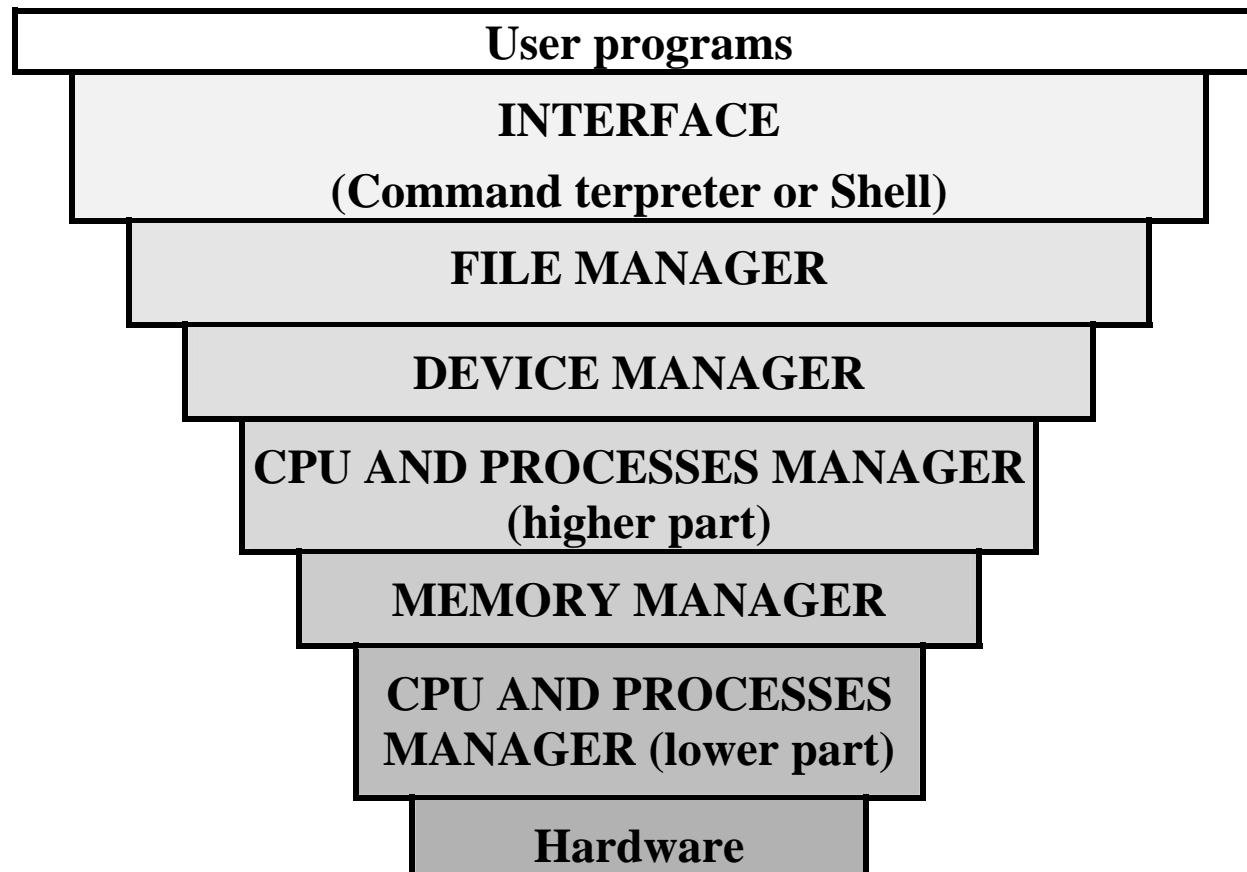 User programs
INTERFACE
(Command terpreter or Shell)
FILE MANAGER
DEVICE MANAGER
CPU AND PROCESSES MANAGER
(higher part)
MEMORY MANAGER
CPU AND PROCESSES
MANAGER (lower part)
Hardware